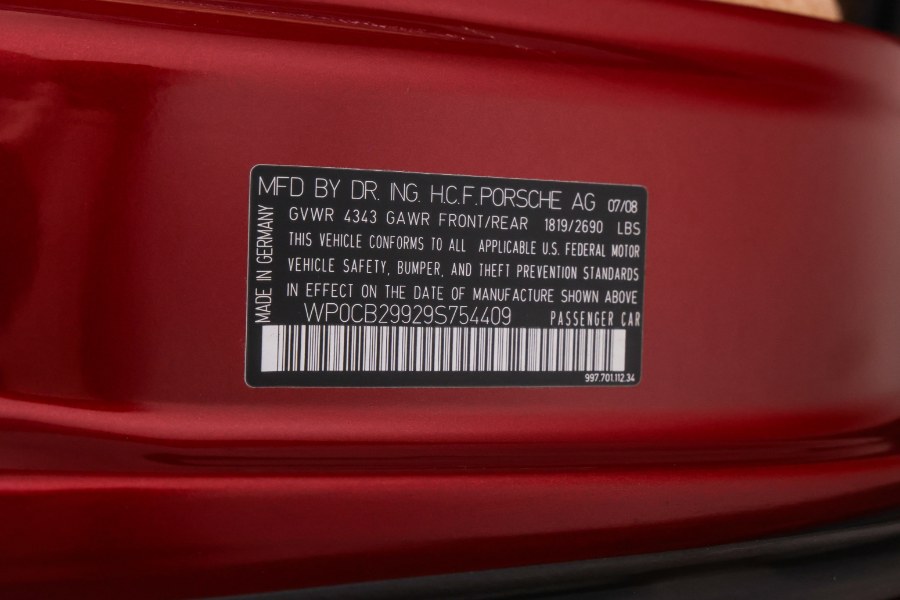 MFD BY DR. ING. H.C.F. PORSCHE AG 07/08
GVWR 4343 GAWR FRONT/REAR 1819/2690 LBS
THIS VEHICLE CONFORMS TO ALL APPLICABLE U.S. FEDERAL MOTOR
VEHICLE SAFETY, BUMPER, AND THEFT PREVENTION STANDARDS
IN EFFECT ON THE DATE OF MANUFACTURE SHOWN ABOVE
WP0CB29929S754409 PASSENGER CAR
997.701.112.34
MADE IN GERMANY